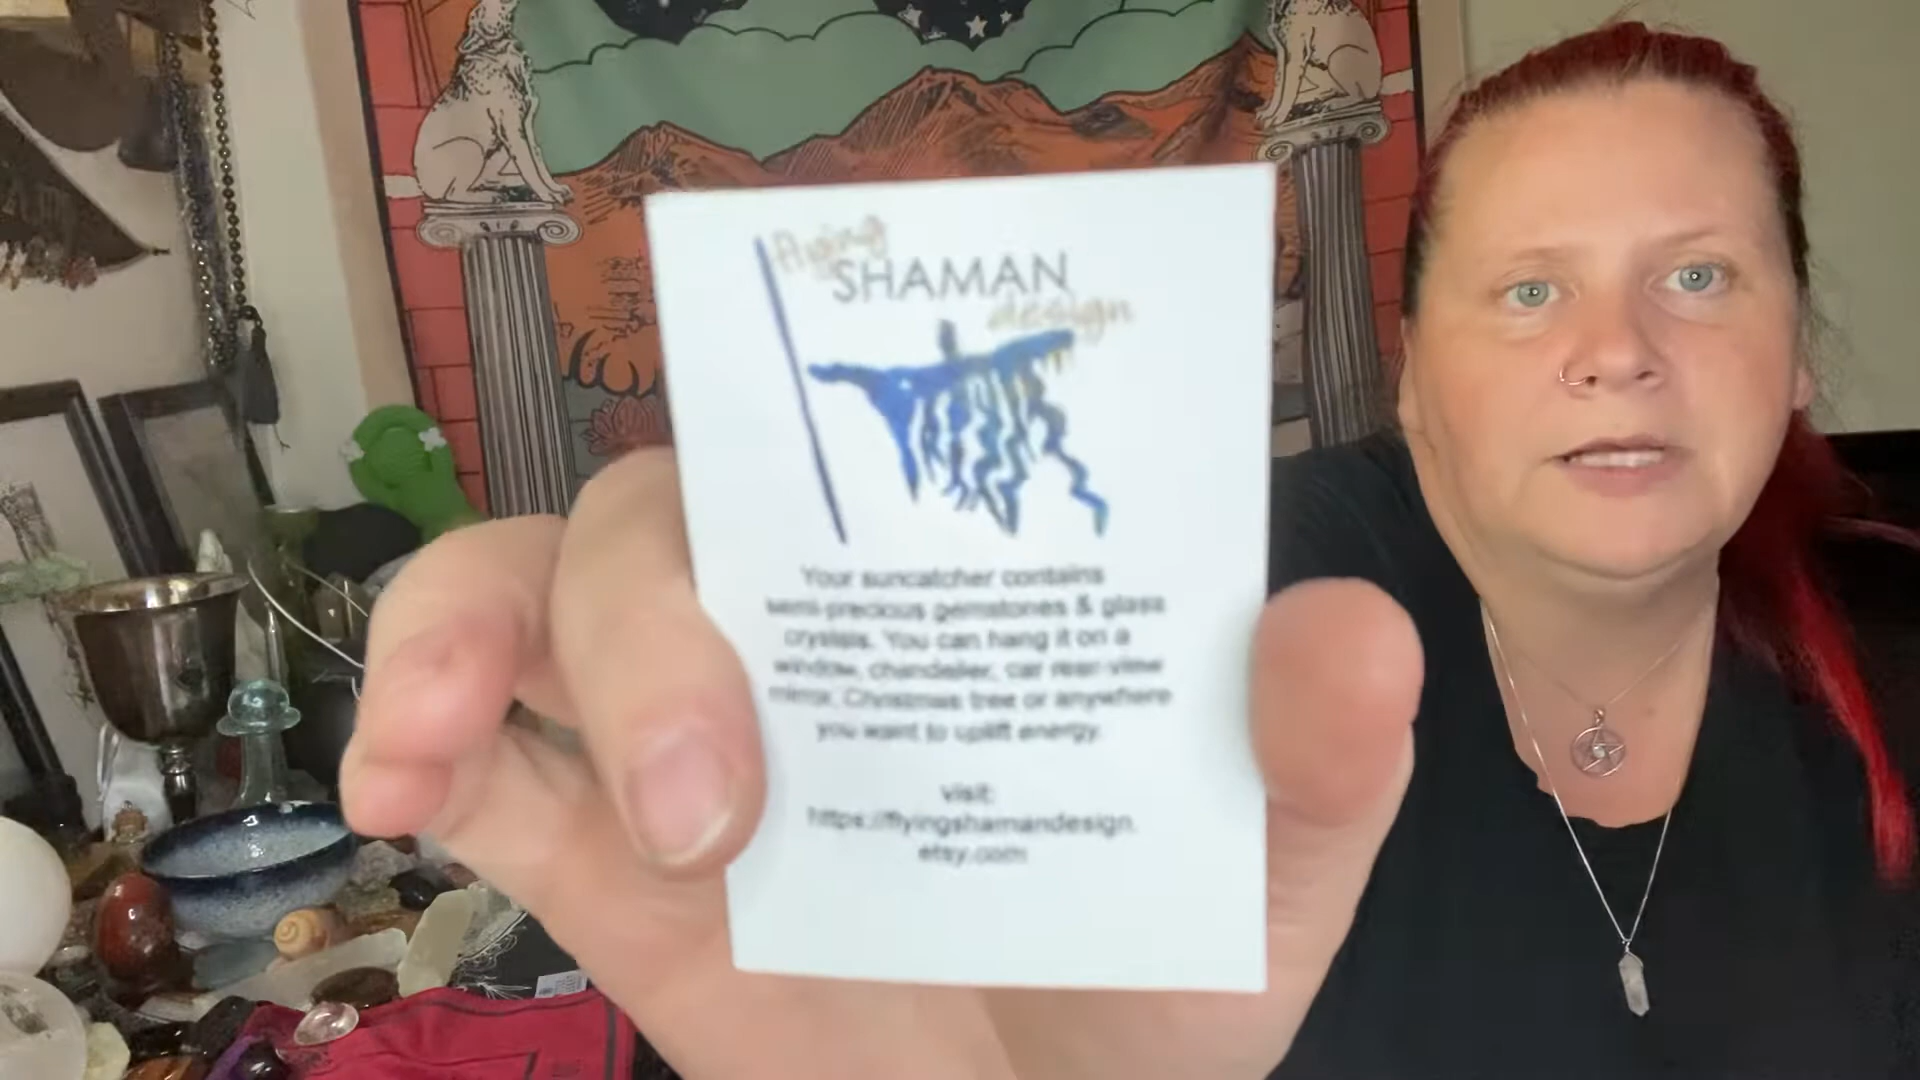 flying
SHAMAN
design
Your suncatcher contains
semi-precious gemstones & glass
crystals. You can hang it on a
window, chandelier, car rear-view
mirror, Christmas tree or anywhere
you want to uplift energy.
visit:
https://flyingshamandesign.
etsy.com